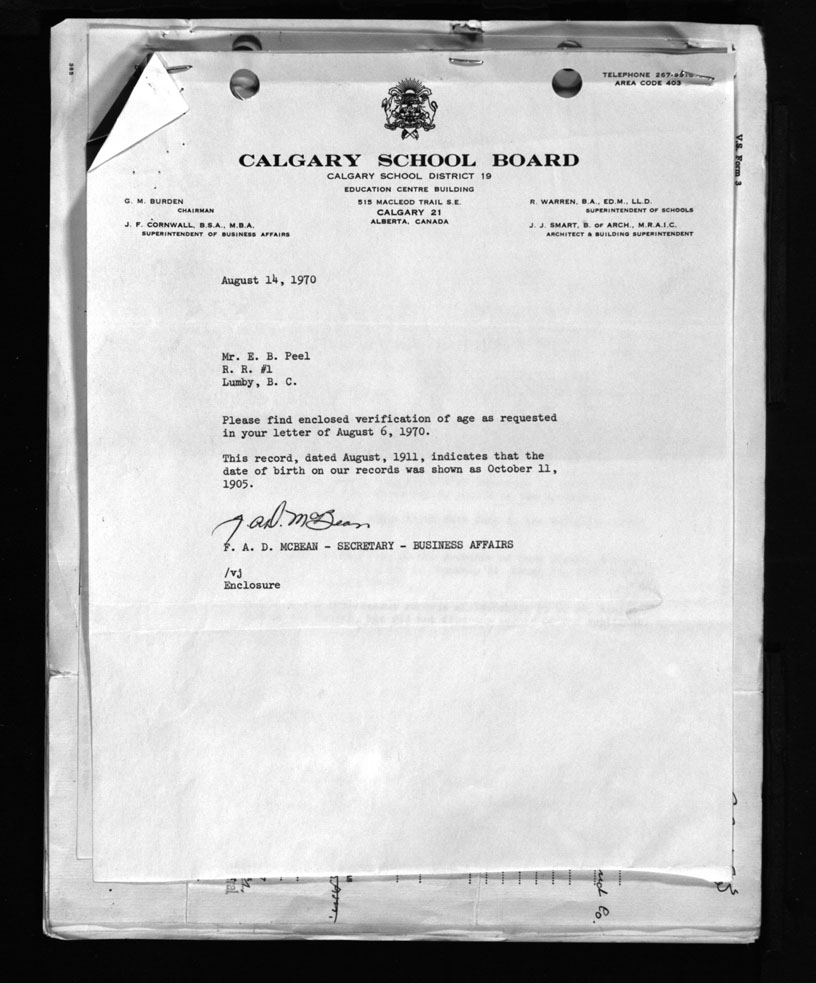 TELEPHONE 267-
AREA CODE 403
CALGARY SCHOOL BOARD
CALGARY SCHOOL DISTRICT 19
EDUCATION CENTRE BUILDING
515 MACLEOD TRAIL S.E.
CALGARY 21
ALBERTA, CANADA
G. M. BURDEN
CHAIRMAN
J. F. CORNWALL, B.S.A., M.B.A.
SUPERINTENDENT OF BUSINESS AFFAIRS
R. WARREN, B.A., ED.M., LL.D.
SUPERINTENDENT OF SCHOOLS
J. J. SMART, B. OF ARCH., M.R.A.I.C.
ARCHITECT & BUILDING SUPERINTENDENT
August 14, 1970
Mr. E. B. Peel
R. R. #1
Lumby, B. C.
Please find enclosed verification of age as requested
in your letter of August 6, 1970.
This record, dated August, 1911, indicates that the
date of birth on our records was shown as October 11,
1905.
F. A. D. McBean
F. A. D. MCBEAN - SECRETARY - BUSINESS AFFAIRS
/vj
Enclosure
V.S. Form 3
Co.